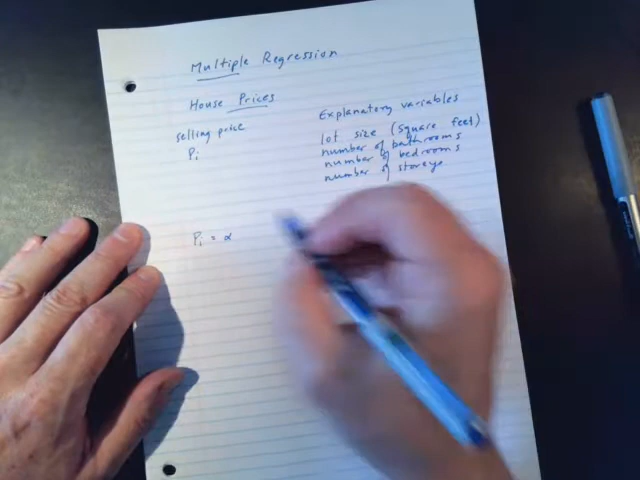 Multiple Regression
House Prices
Explanatory variables
selling price
Pi
lot size (square feet)
number of bathrooms
number of bedrooms
number of storeys
Pi = α